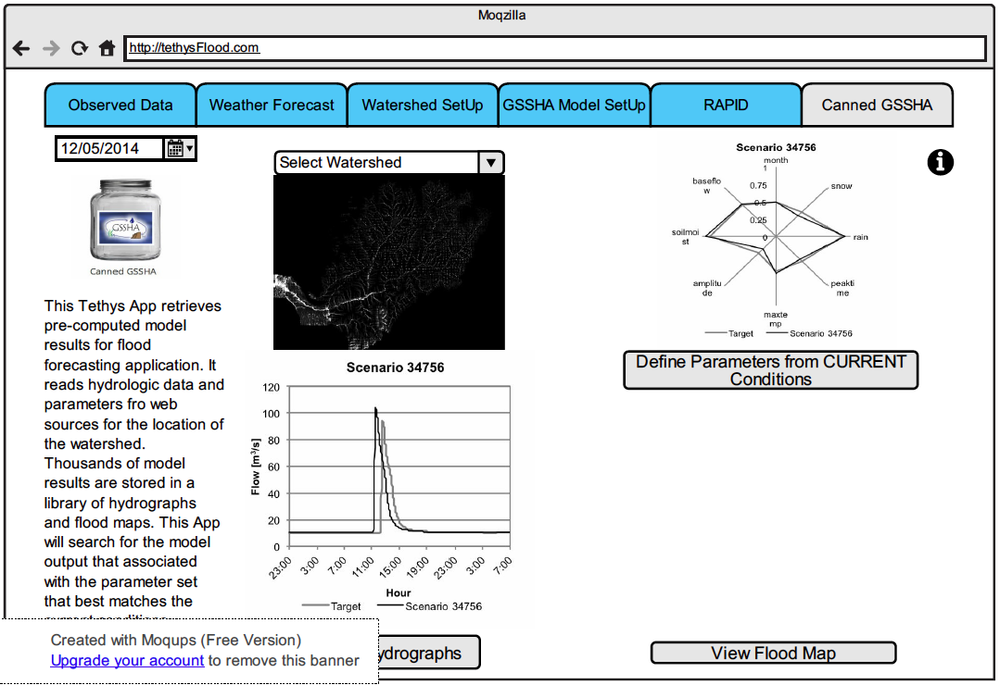 Moqzilla
http://tethysFlood.com
Observed Data
Weather Forecast
Watershed SetUp
GSSHA Model SetUp
RAPID
Canned GSSHA
12/05/2014
GSSHA
Canned GSSHA
This Tethys App retrieves
pre-computed model
results for flood
forecasting application. It
reads hydrologic data and
parameters fro web
sources for the location of
the watershed.
Thousands of model
results are stored in a
library of hydrographs
and flood maps. This App
will search for the model
output that associated
with the parameter set
that best matches the
Select Watershed
Scenario 34756
120
100
80
60
40
20
0
Flow [m³/s]
23:00
3:00
7:00
11:00
15:00
19:00
23:00
3:00
7:00
Hour
Target
Scenario 34756
ydrographs
Scenario 34756
month
1
0.75
0.5
0.25
0
snow
rain
peakti
me
maxte
mp
amplitu
de
soilmoi
st
baseflo
w
Target
Scenario 34756
i
Define Parameters from CURRENT
Conditions
View Flood Map
Created with Moqups (Free Version)
Upgrade your account to remove this banner